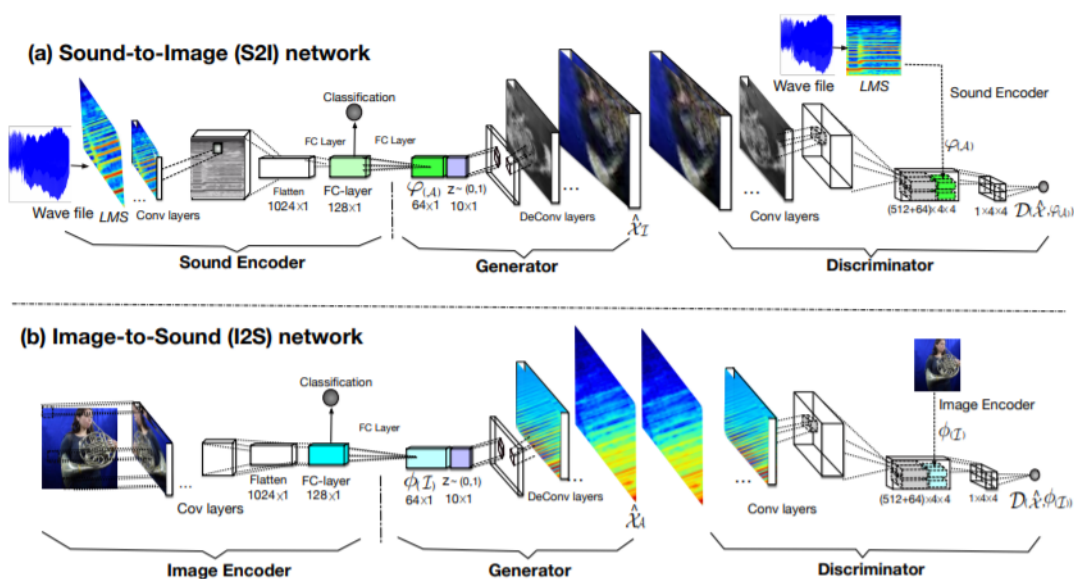 (a) Sound-to-Image (S2I) network
Wave file
LMS
...
Conv layers
Flatten
1024×1
FC Layer
Classification
FC-layer
128×1
FC Layer
φ(A)
64×1
z~(0,1)
10×1
DeConv layers
...
X̂I
Sound Encoder
Generator
Wave file
LMS
Sound Encoder
φ(A)
...
Conv layers
(512+64)×4×4
1×4×4
D(X̂,φ(A))
Discriminator
(b) Image-to-Sound (I2S) network
...
Cov layers
Flatten
1024×1
Classification
FC-layer
128×1
FC Layer
ϕ(I)
64×1
z~(0,1)
10×1
DeConv layers
...
X̂A
Image Encoder
Generator
Image Encoder
ϕ(I)
...
Conv layers
(512+64)×4×4
1×4×4
D(X̂,ϕ(I))
Discriminator